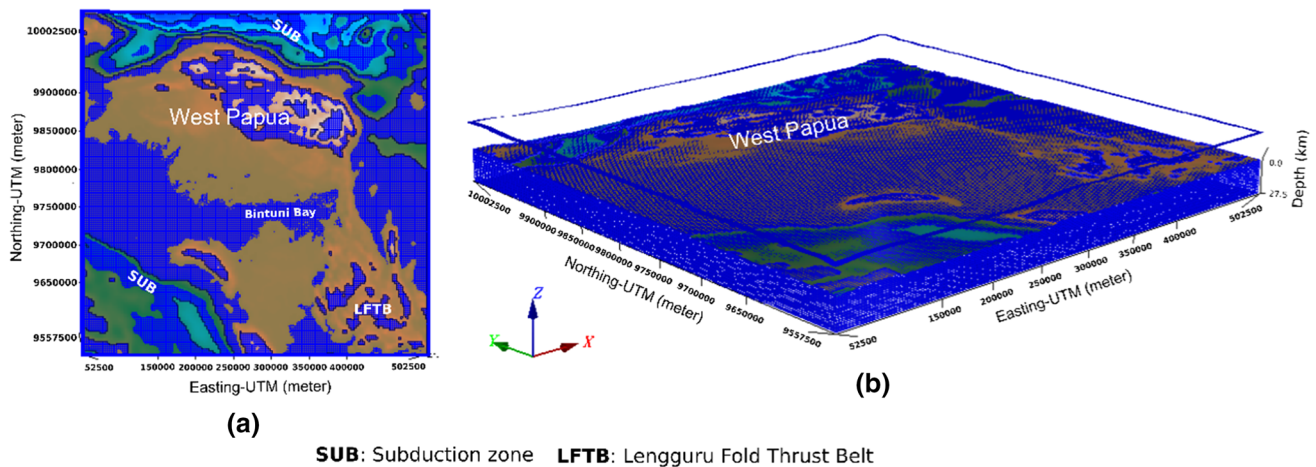 10002500
9900000
9850000
9800000
9750000
9700000
9650000
9557500
Northing-UTM (meter)
SUB
West Papua
Bintuni Bay
SUB
LFTB
52500 150000 200000 250000 300000 350000 400000 502500
Easting-UTM (meter)
(a)
West Papua
0.0
27.5
Depth (km)
10002500
9900000
9850000
9800000
9750000
9700000
9650000
9557500
Northing-UTM (meter)
52500
150000
200000
250000
300000
350000
400000
502500
Easting-UTM (meter)
Z
Y
X
(b)
SUB: Subduction zone LFTB: Lengguru Fold Thrust Belt